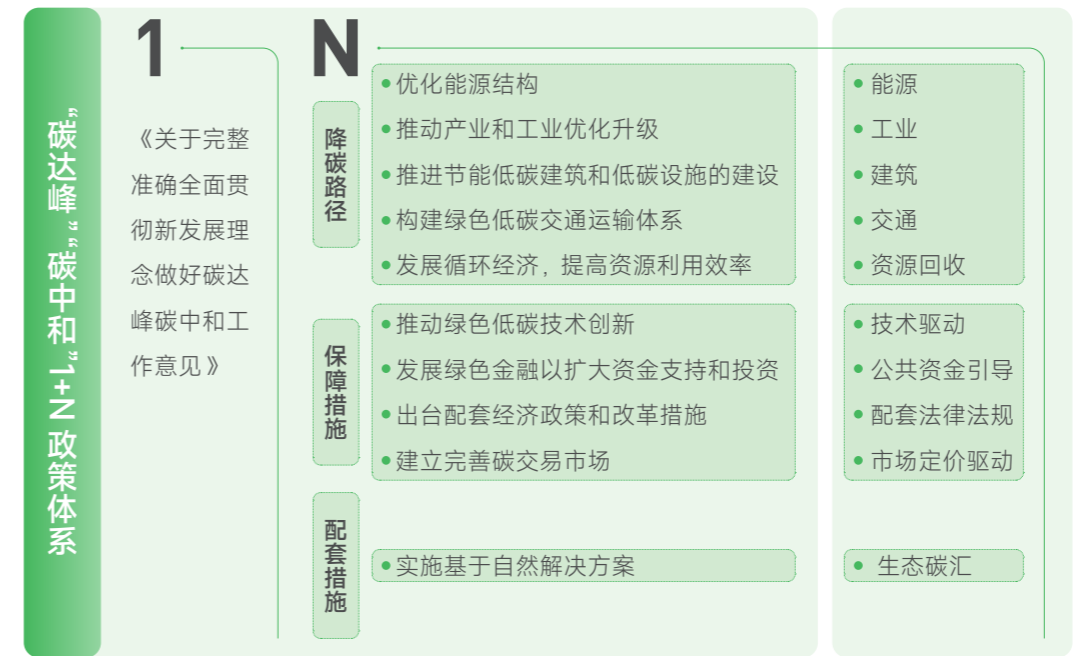 “碳达峰”“碳中和”“1+N 政策体系
1
《关于完整
准确全面贯
彻新发展理
念做好碳达
峰碳中和工
作意见》
N
降碳路径
• 优化能源结构
• 推动产业和工业优化升级
• 推进节能低碳建筑和低碳设施的建设
• 构建绿色低碳交通运输体系
• 发展循环经济，提高资源利用效率
• 能源
• 工业
• 建筑
• 交通
• 资源回收
保障措施
• 推动绿色低碳技术创新
• 发展绿色金融以扩大资金支持和投资
• 出台配套经济政策和改革措施
• 建立完善碳交易市场
• 技术驱动
• 公共资金引导
• 配套法律法规
• 市场定价驱动
配套措施
• 实施基于自然解决方案
• 生态碳汇